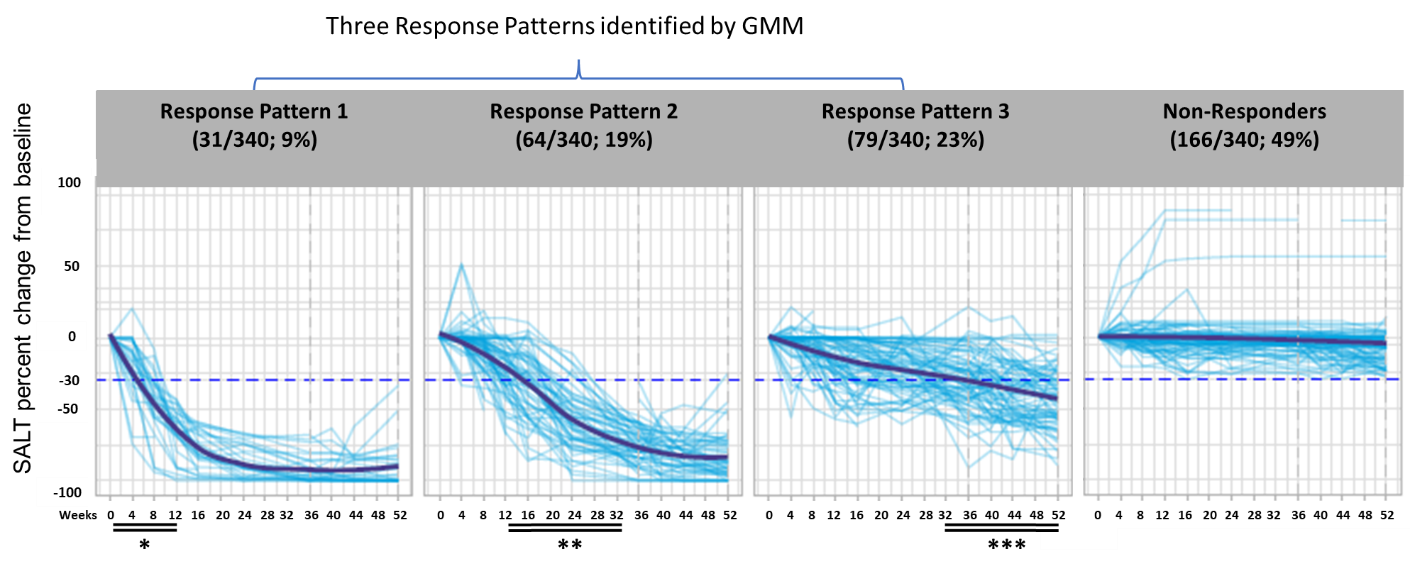 Three Response Patterns identified by GMM
Response Pattern 1
(31/340; 9%)
Response Pattern 2
(64/340; 19%)
Response Pattern 3
(79/340; 23%)
Non-Responders
(166/340; 49%)
SALT percent change from baseline
100
50
0
-30
-50
-100
Weeks 0 4 8 12 16 20 24 28 32 36 40 44 48 52
0 4 8 12 16 20 24 28 32 36 40 44 48 52
0 4 8 12 16 20 24 28 32 36 40 44 48 52
0 4 8 12 16 20 24 28 32 36 40 44 48 52
*
**
***